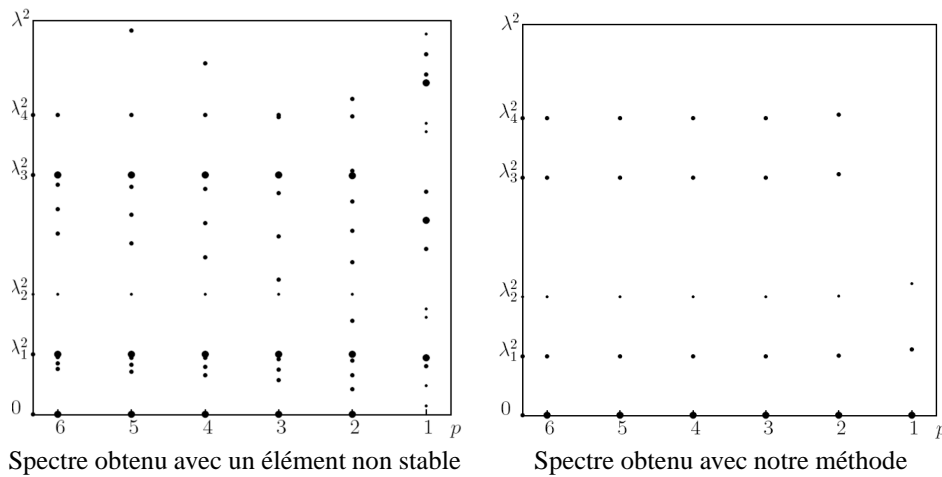 λ²
λ₄²
λ₃²
λ₂²
λ₁²
0
6 5 4 3 2 1 p
Spectre obtenu avec un élément non stable
λ²
λ₄²
λ₃²
λ₂²
λ₁²
0
6 5 4 3 2 1 p
Spectre obtenu avec notre méthode